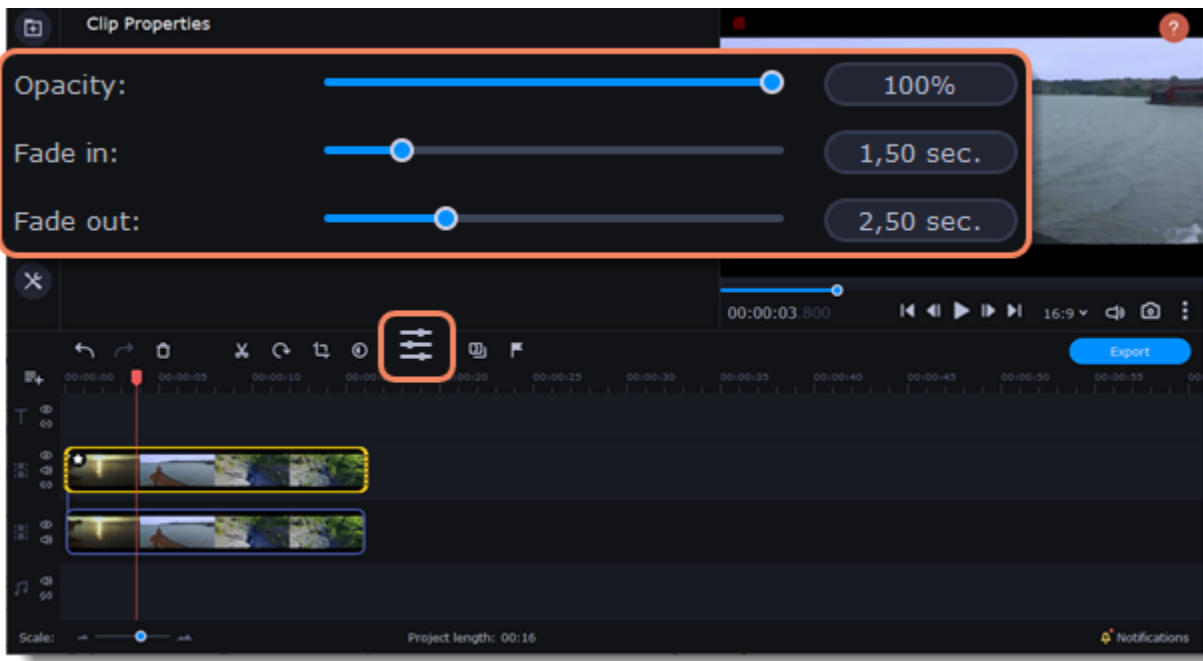 Clip Properties
?
Opacity: 100%
Fade in: 1,50 sec.
Fade out: 2,50 sec.
00:00:03.800
16:9
Export
00:00:00 00:00:05 00:00:10 00:00:20 00:00:25 00:00:30 00:00:35 00:00:40 00:00:45 00:00:50 00:00:55
T
Scale: Project length: 00:16 Notifications